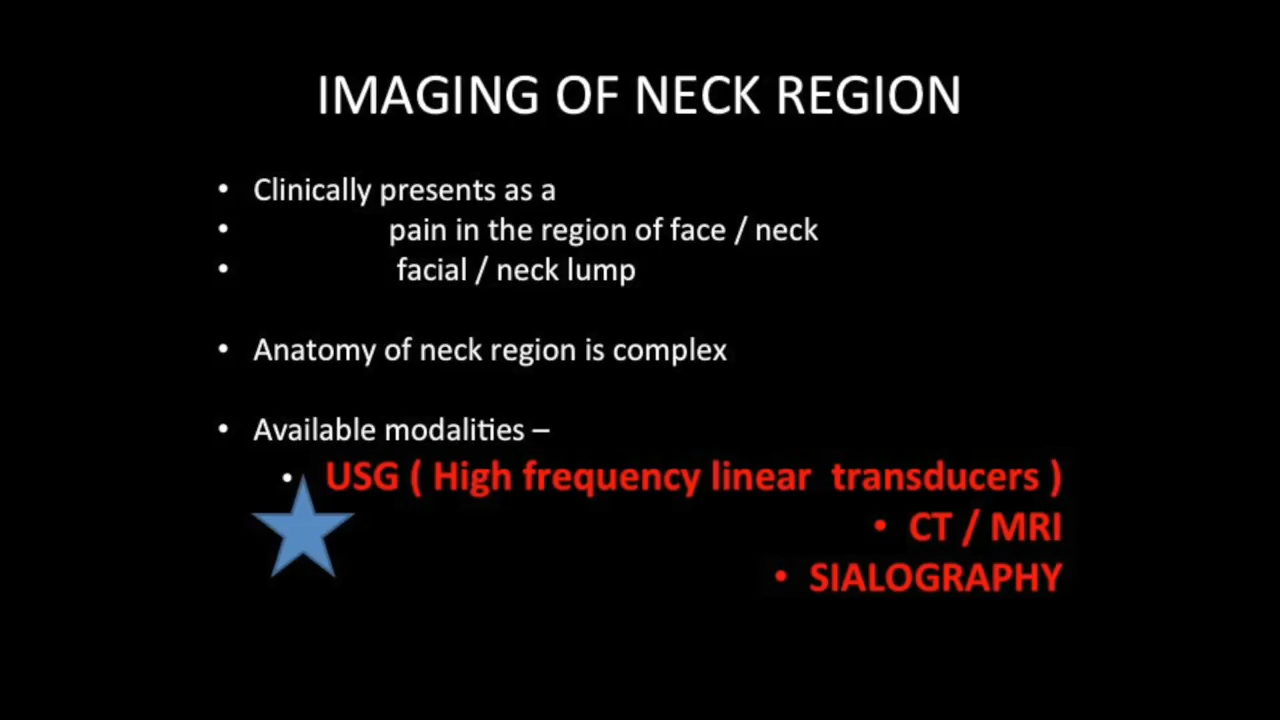 IMAGING OF NECK REGION
• Clinically presents as a
• pain in the region of face / neck
• facial / neck lump
• Anatomy of neck region is complex
• Available modalities –
• USG ( High frequency linear transducers )
• CT / MRI
• SIALOGRAPHY